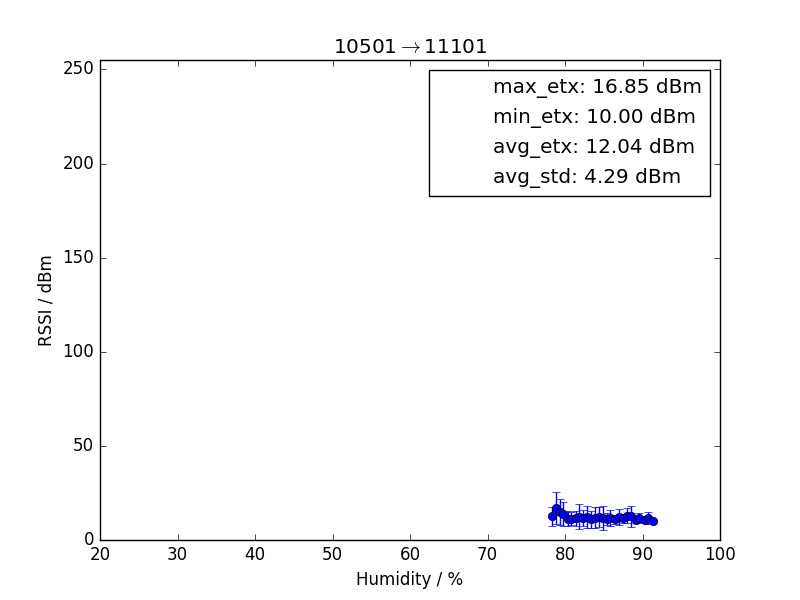 10501→11101
max_etx: 16.85 dBm
min_etx: 10.00 dBm
avg_etx: 12.04 dBm
avg_std: 4.29 dBm
RSSI / dBm
250
200
150
100
50
0
20 30 40 50 60 70 80 90 100
Humidity / %